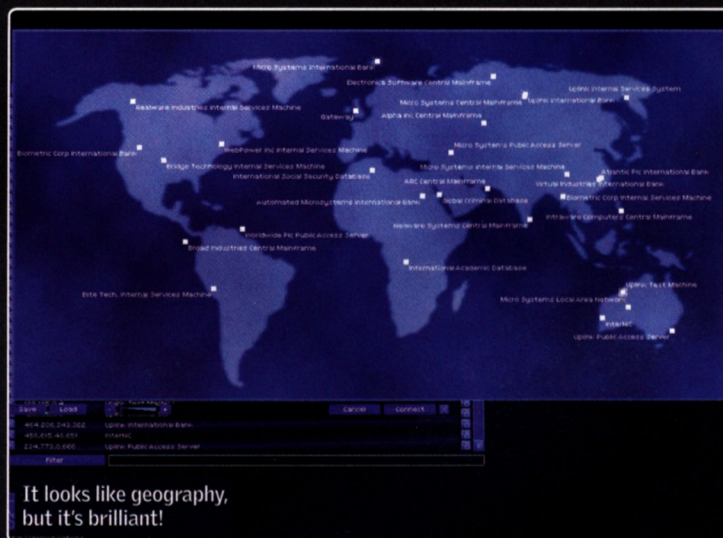 Micro Systems International Bank
Electronics Software Central Mainframe
Uplink Internal Services System
Micro Systems Central Mainframe
Uplink International Bank
Realware Industries Internal Services Machine
Gateway
Alpha Inc Central Mainframe
WebPower Inc Internal Services Machine
Micro Systems Public Access Server
Biometric Corp International Bank
Bridge Technology Internal Services Machine
International Social Security Database
Micro Systems Internal Services Machine
Atlantic Plc International Bank
ABC Central Mainframe
Virtual Industries International Bank
Automated Microsystems International Bank
Global Criminal Database
Biometric Corp Internal Services Machine
Intraware Computers Central Mainframe
Worldwide Plc Public Access Server
Systems Central Mainframe
Broad Industries Central Mainframe
International Academic Database
Elite Tech. Internal Services Machine
Uplink Test Machine
Micro Systems Local Area Network
InterNIC
Uplink Public Access Server
Save
Load
Cancel
Connect
Uplink International Bank
InterNIC
Uplink Public Access Server
Filter
It looks like geography,
but it's brilliant!